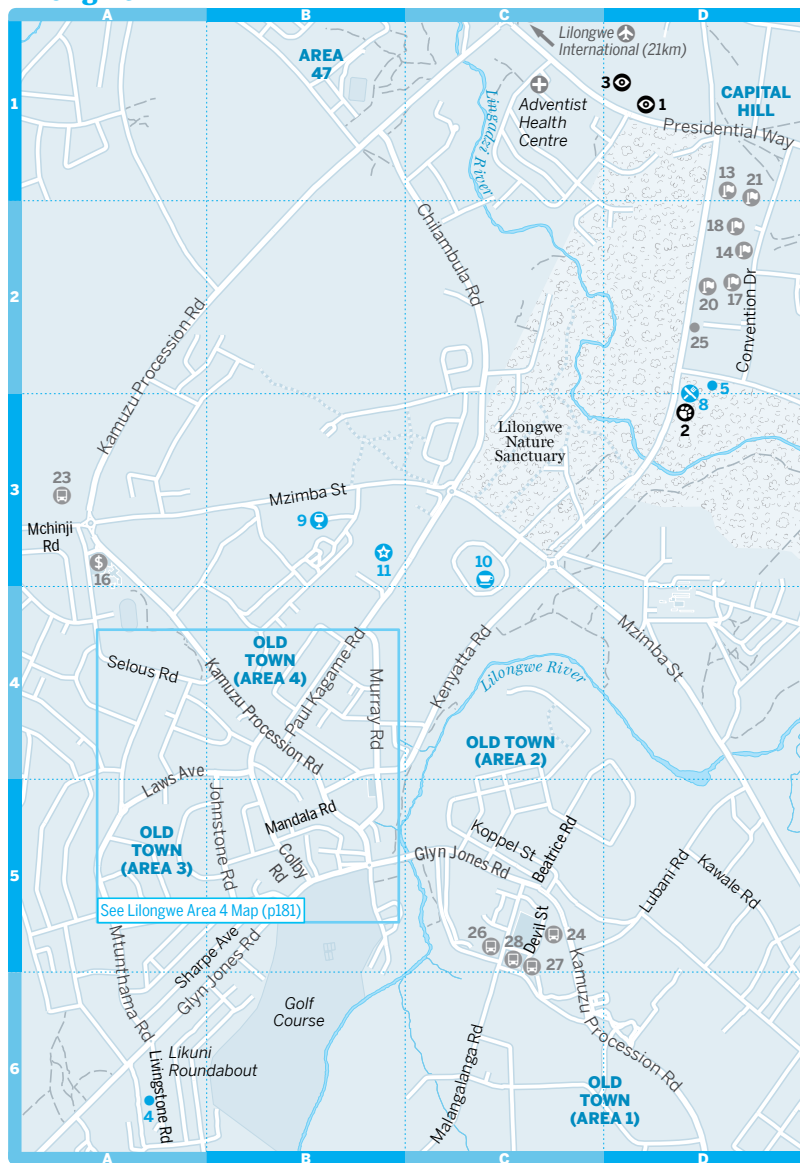 A
B
C
D
1
2
3
4
5
6
AREA
47
Lilongwe
International (21km)
3
1
CAPITAL
HILL
Adventist
Health
Centre
Lingadzi River
Presidential Way
13
21
18
14
20
17
25
Convention Dr
Chilambula Rd
Kamuzu Procession Rd
5
8
2
Lilongwe
Nature
Sanctuary
23
Mzimba St
Mchinji
Rd
9
11
10
16
OLD
TOWN
(AREA 4)
Selous Rd
Kamuzu Procession Rd
Paul Kagame Rd
Murray Rd
Kenyatta Rd
Lilongwe River
Mzimba St
OLD TOWN
(AREA 2)
Laws Ave
Johnstone Rd
Mandala Rd
Colby
Rd
OLD
TOWN
(AREA 3)
Koppel St
Beatrice Rd
Glyn Jones Rd
Lubani Rd
Kawale Rd
See Lilongwe Area 4 Map (p181)
Devil St
26
28
24
27
Mtunthama Rd
Sharpe Ave
Glyn Jones Rd
Kamuzu Procession Rd
Golf
Course
Likuni
Roundabout
Livingstone Rd
4
Malangalanga Rd
OLD
TOWN
(AREA 1)
A
B
C
D